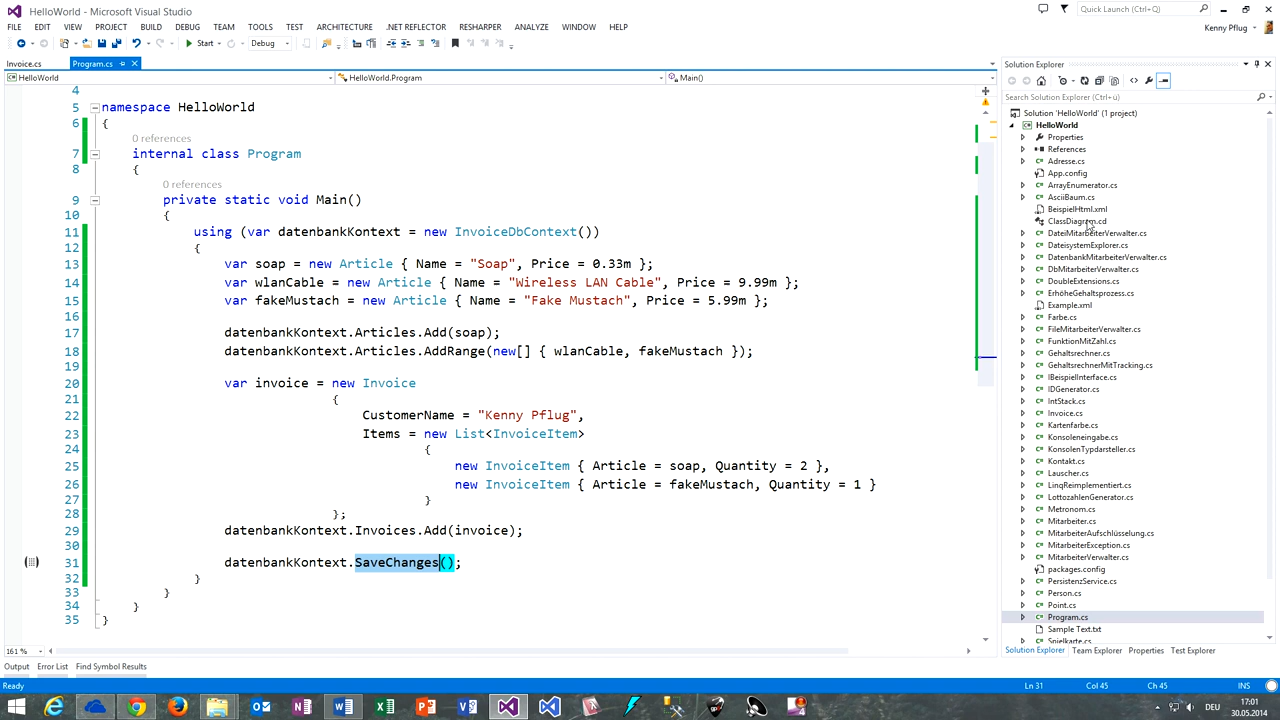 HelloWorld - Microsoft Visual Studio
Quick Launch (Ctrl+Q)
FILE EDIT VIEW PROJECT BUILD DEBUG TEAM TOOLS TEST ARCHITECTURE .NET REFLECTOR RESHARPER ANALYZE WINDOW HELP
Kenny Pflug
Start Debug
Invoice.cs Program.cs
HelloWorld HelloWorld.Program Main()
4
5 namespace HelloWorld
6 {
0 references
7 internal class Program
8 {
0 references
9 private static void Main()
10 {
11 using (var datenbankKontext = new InvoiceDbContext())
12 {
13 var soap = new Article { Name = "Soap", Price = 0.33m };
14 var wlanCable = new Article { Name = "Wireless LAN Cable", Price = 9.99m };
15 var fakeMustach = new Article { Name = "Fake Mustach", Price = 5.99m };
16
17 datenbankKontext.Articles.Add(soap);
18 datenbankKontext.Articles.AddRange(new[] { wlanCable, fakeMustach });
19
20 var invoice = new Invoice
21 {
22 CustomerName = "Kenny Pflug",
23 Items = new List<InvoiceItem>
24 {
25 new InvoiceItem { Article = soap, Quantity = 2 },
26 new InvoiceItem { Article = fakeMustach, Quantity = 1 }
27 }
28 };
29 datenbankKontext.Invoices.Add(invoice);
30
31 datenbankKontext.SaveChanges();
32 }
33 }
34 }
35 }
161 %
Output Error List Find Symbol Results
Solution Explorer
Search Solution Explorer (Ctrl+ü)
Solution 'HelloWorld' (1 project)
HelloWorld
Properties
References
Adresse.cs
App.config
ArrayEnumerator.cs
AsciiBaum.cs
BeispielHtml.xml
ClassDiagram.cd
DateiMitarbeiterVerwalter.cs
DateisystemExplorer.cs
DatenbankMitarbeiterVerwalter.cs
DbMitarbeiterVerwalter.cs
DoubleExtensions.cs
ErhöheGehaltsprozess.cs
Example.xml
Farbe.cs
FileMitarbeiterVerwalter.cs
FunktionMitZahl.cs
Gehaltsrechner.cs
GehaltsrechnerMitTracking.cs
IBeispielInterface.cs
IDGenerator.cs
IntStack.cs
Invoice.cs
Kartenfarbe.cs
Konsoleneingabe.cs
KonsolenTypdarsteller.cs
Kontakt.cs
Lauscher.cs
LinqReimplementiert.cs
LottozahlenGenerator.cs
Metronom.cs
Mitarbeiter.cs
MitarbeiterAufschlüsselung.cs
MitarbeiterException.cs
MitarbeiterVerwalter.cs
packages.config
PersistenzService.cs
Person.cs
Point.cs
Program.cs
Sample Text.txt
Spielkarte.cs
Solution Explorer Team Explorer Properties Test Explorer
Ready Ln 31 Col 45 Ch 45 INS
DEU 17:01
30.05.2014